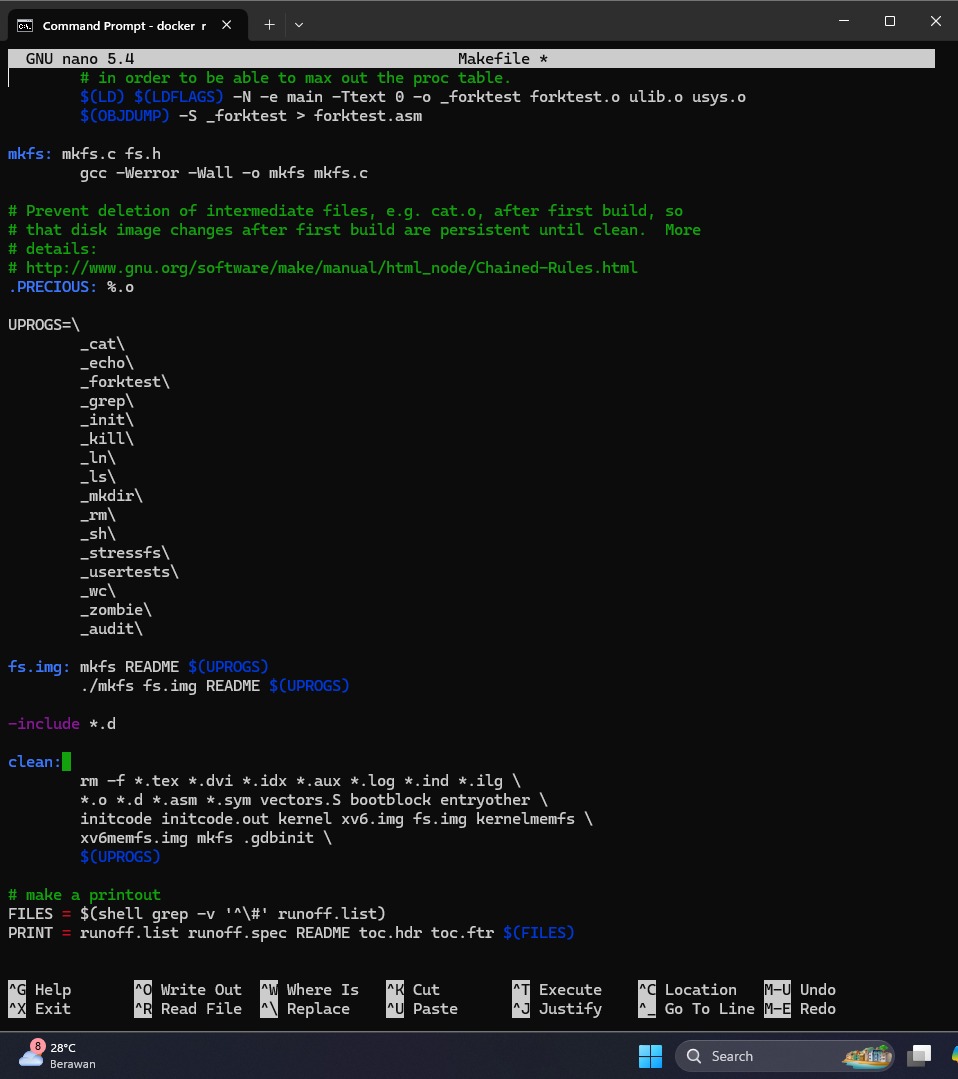 Command Prompt - docker r
GNU nano 5.4 Makefile *
# in order to be able to max out the proc table.
$(LD) $(LDFLAGS) -N -e main -Ttext 0 -o _forktest forktest.o ulib.o usys.o
$(OBJDUMP) -S _forktest > forktest.asm
mkfs: mkfs.c fs.h
gcc -Werror -Wall -o mkfs mkfs.c
# Prevent deletion of intermediate files, e.g. cat.o, after first build, so
# that disk image changes after first build are persistent until clean.  More
# details:
# http://www.gnu.org/software/make/manual/html_node/Chained-Rules.html
.PRECIOUS: %.o
UPROGS=\
_cat\
_echo\
_forktest\
_grep\
_init\
_kill\
_ln\
_ls\
_mkdir\
_rm\
_sh\
_stressfs\
_usertests\
_wc\
_zombie\
_audit\
fs.img: mkfs README $(UPROGS)
./mkfs fs.img README $(UPROGS)
-include *.d
clean:
rm -f *.tex *.dvi *.idx *.aux *.log *.ind *.ilg \
*.o *.d *.asm *.sym vectors.S bootblock entryother \
initcode initcode.out kernel xv6.img fs.img kernelmemfs \
xv6memfs.img mkfs .gdbinit \
$(UPROGS)
# make a printout
FILES = $(shell grep -v '^\#' runoff.list)
PRINT = runoff.list runoff.spec README toc.hdr toc.ftr $(FILES)
^G Help ^O Write Out ^W Where Is ^K Cut ^T Execute ^C Location M-U Undo
^X Exit ^R Read File ^\ Replace ^U Paste ^J Justify ^_ Go To Line M-E Redo
8
28°C
Berawan
Search